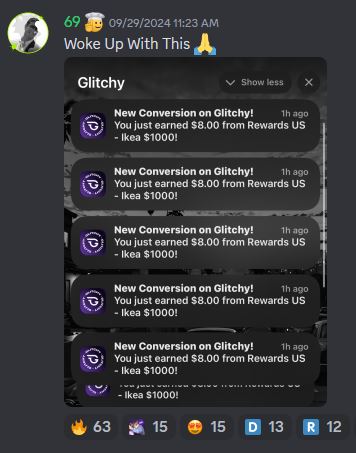 69 09/29/2024 11:23 AM
Woke Up With This
Glitchy Show less
New Conversion on Glitchy! 1h ago
You just earned $8.00 from Rewards US
- Ikea $1000!
New Conversion on Glitchy! 1h ago
You just earned $8.00 from Rewards US
- Ikea $1000!
New Conversion on Glitchy! 1h ago
You just earned $8.00 from Rewards US
- Ikea $1000!
New Conversion on Glitchy! 1h ago
You just earned $8.00 from Rewards US
- Ikea $1000!
New Conversion on Glitchy! 1h ago
You just earned $8.00 from Rewards US
- Ikea $1000!
You just earned $8.00 from Rewards US
- Ikea $1000!
63 15 15 D 13 R 12